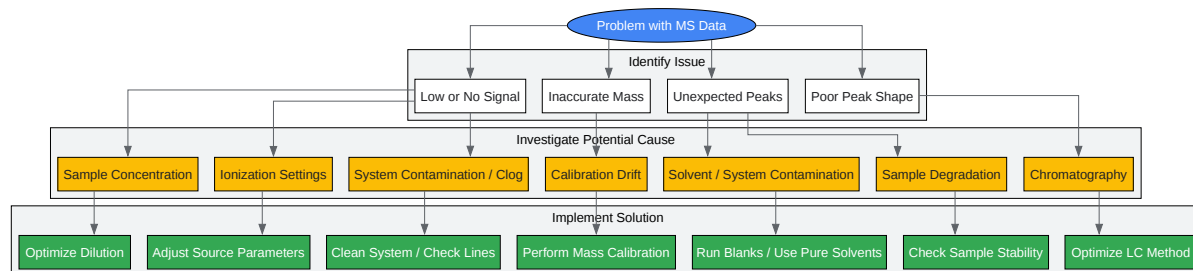 Problem with MS Data
Identify Issue
Low or No Signal
Inaccurate Mass
Unexpected Peaks
Poor Peak Shape
Investigate Potential Cause
Sample Concentration
Ionization Settings
System Contamination / Clog
Calibration Drift
Solvent / System Contamination
Sample Degradation
Chromatography
Implement Solution
Optimize Dilution
Adjust Source Parameters
Clean System / Check Lines
Perform Mass Calibration
Run Blanks / Use Pure Solvents
Check Sample Stability
Optimize LC Method